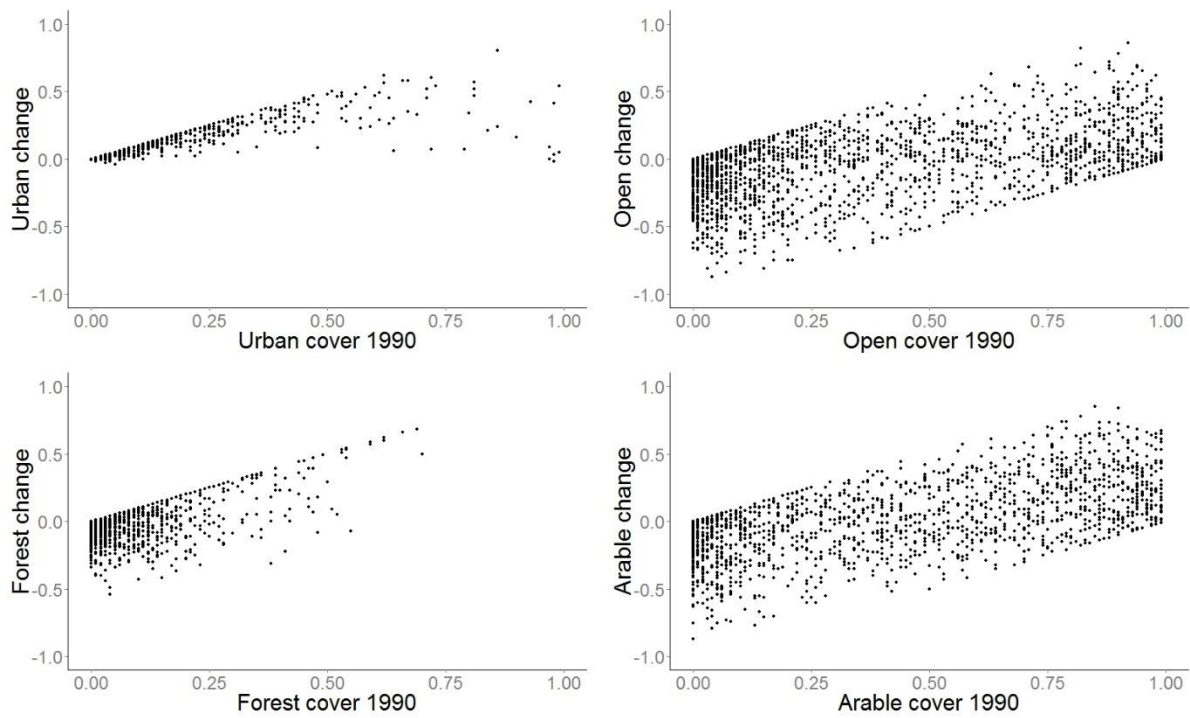 1.0
0.5
0.0
-0.5
-1.0
Urban change
0.00 0.25 0.50 0.75 1.00
Urban cover 1990
1.0
0.5
0.0
-0.5
-1.0
Open change
0.00 0.25 0.50 0.75 1.00
Open cover 1990
1.0
0.5
0.0
-0.5
-1.0
Forest change
0.00 0.25 0.50 0.75 1.00
Forest cover 1990
1.0
0.5
0.0
-0.5
-1.0
Arable change
0.00 0.25 0.50 0.75 1.00
Arable cover 1990